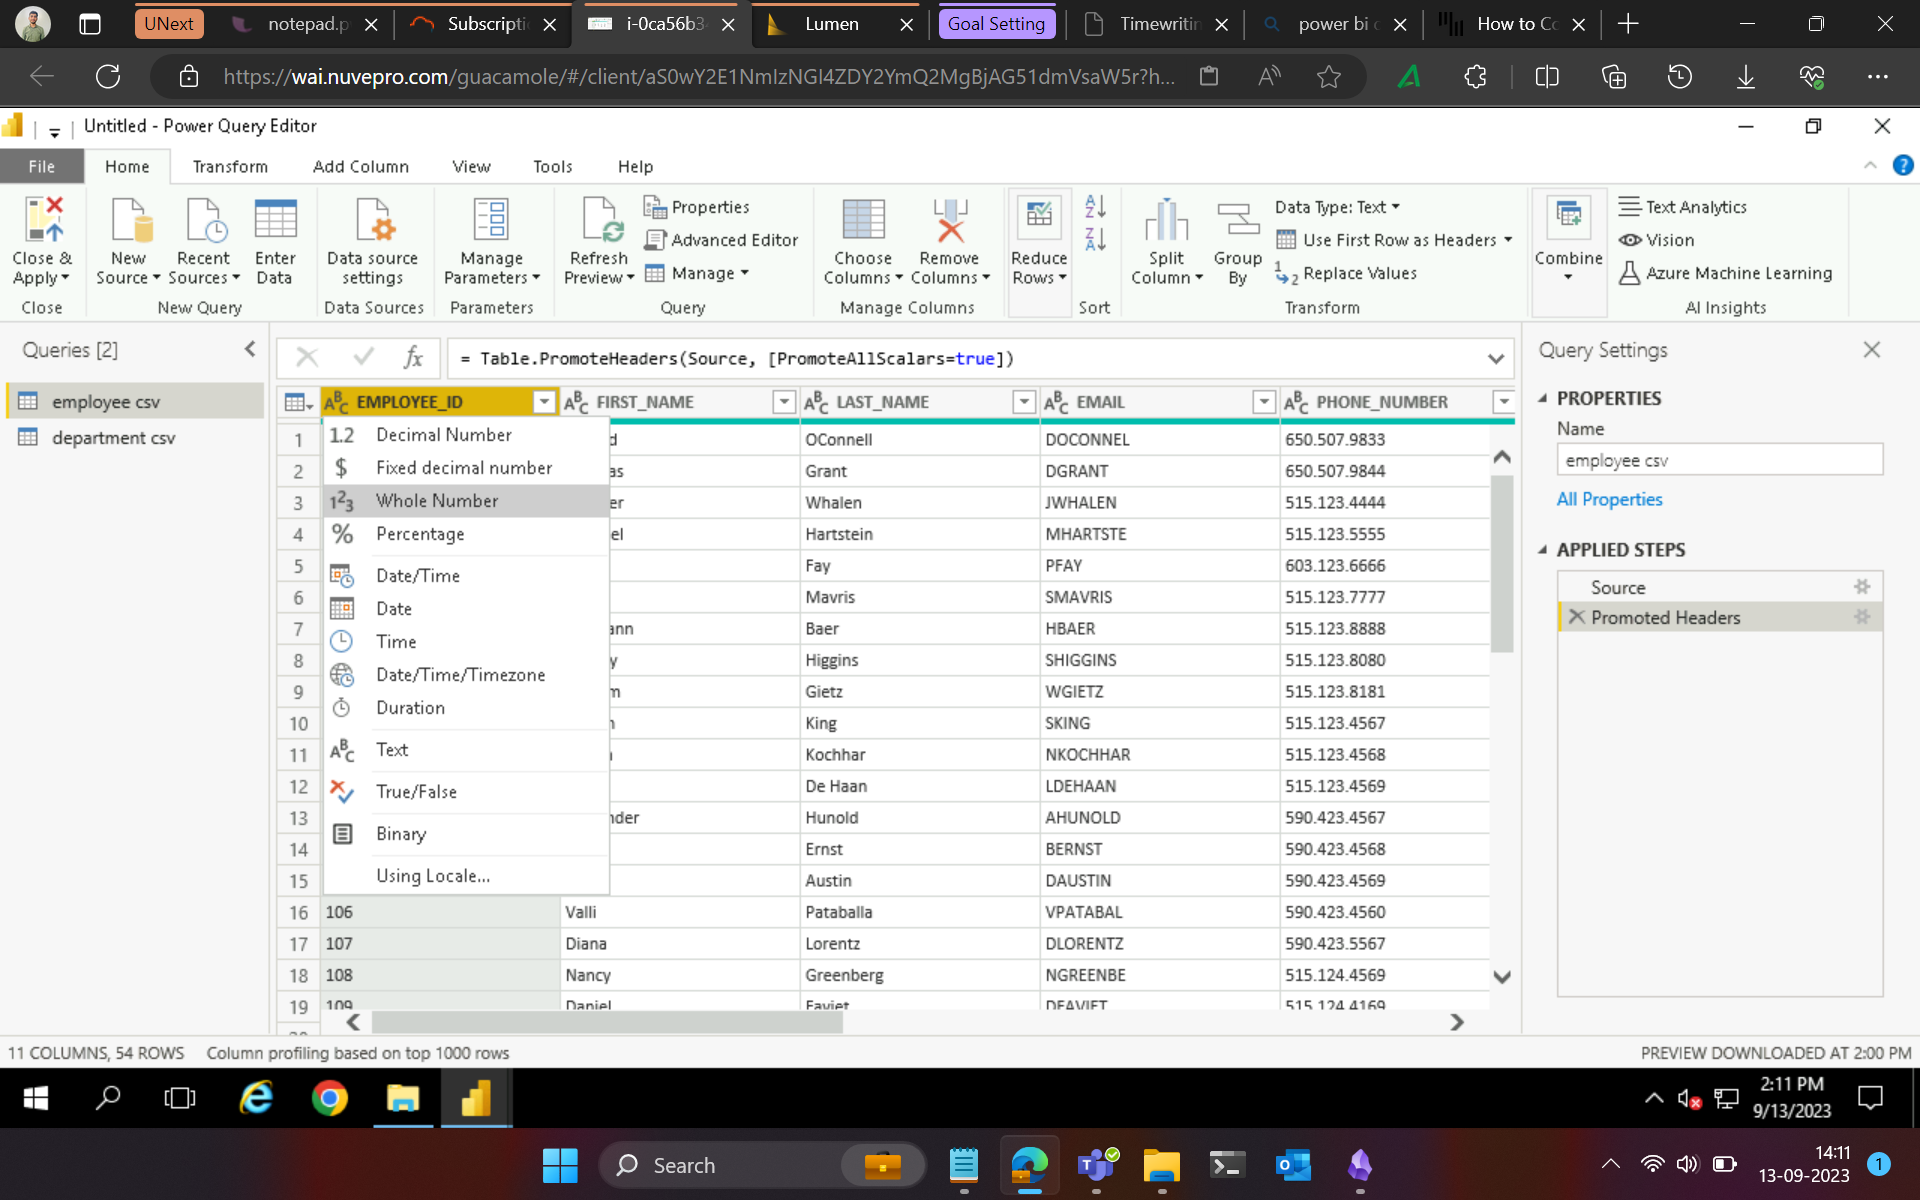 UNext
notepad.p
Subscripti
i-0ca56b3
Lumen
Goal Setting
Timewritin
power bi
How to Co
https://wai.nuvepro.com/guacamole/#/client/aS0wY2E1NmIzNGI4ZDY2YmQ2MgBjAG51dmVsaW5r?h...
Untitled - Power Query Editor
File Home Transform Add Column View Tools Help
Close & Apply
New Source
Recent Sources
Enter Data
Data source settings
Manage Parameters
Refresh Preview
Properties
Advanced Editor
Manage
Choose Columns
Remove Columns
Reduce Rows
Split Column
Group By
Data Type: Text
Use First Row as Headers
Replace Values
Combine
Text Analytics
Vision
Azure Machine Learning
Close
New Query
Data Sources
Parameters
Query
Manage Columns
Sort
Transform
AI Insights
Queries [2]
employee csv
department csv
fx = Table.PromoteHeaders(Source, [PromoteAllScalars=true])
EMPLOYEE_ID FIRST_NAME LAST_NAME EMAIL PHONE_NUMBER
1.2 Decimal Number
$ Fixed decimal number
123 Whole Number
% Percentage
Date/Time
Date
Time
Date/Time/Timezone
Duration
ABC Text
True/False
Binary
Using Locale...
1 d OConnell DOCONNEL 650.507.9833
2 as Grant DGRANT 650.507.9844
3 er Whalen JWHALEN 515.123.4444
4 el Hartstein MHARTSTE 515.123.5555
5 Fay PFAY 603.123.6666
6 Mavris SMAVRIS 515.123.7777
7 ann Baer HBAER 515.123.8888
8 y Higgins SHIGGINS 515.123.8080
9 m Gietz WGIETZ 515.123.8181
10 King SKING 515.123.4567
11 Kochhar NKOCHHAR 515.123.4568
12 De Haan LDEHAAN 515.123.4569
13 nder Hunold AHUNOLD 590.423.4567
14 Ernst BERNST 590.423.4568
15 Austin DAUSTIN 590.423.4569
16 106 Valli Pataballa VPATABAL 590.423.4560
17 107 Diana Lorentz DLORENTZ 590.423.5567
18 108 Nancy Greenberg NGREENBE 515.124.4569
19 109 Daniel Faviet DFAVIET 515.124.4169
Query Settings
PROPERTIES
Name
employee csv
All Properties
APPLIED STEPS
Source
Promoted Headers
11 COLUMNS, 54 ROWS Column profiling based on top 1000 rows
PREVIEW DOWNLOADED AT 2:00 PM
2:11 PM
9/13/2023
Search
14:11
13-09-2023
1